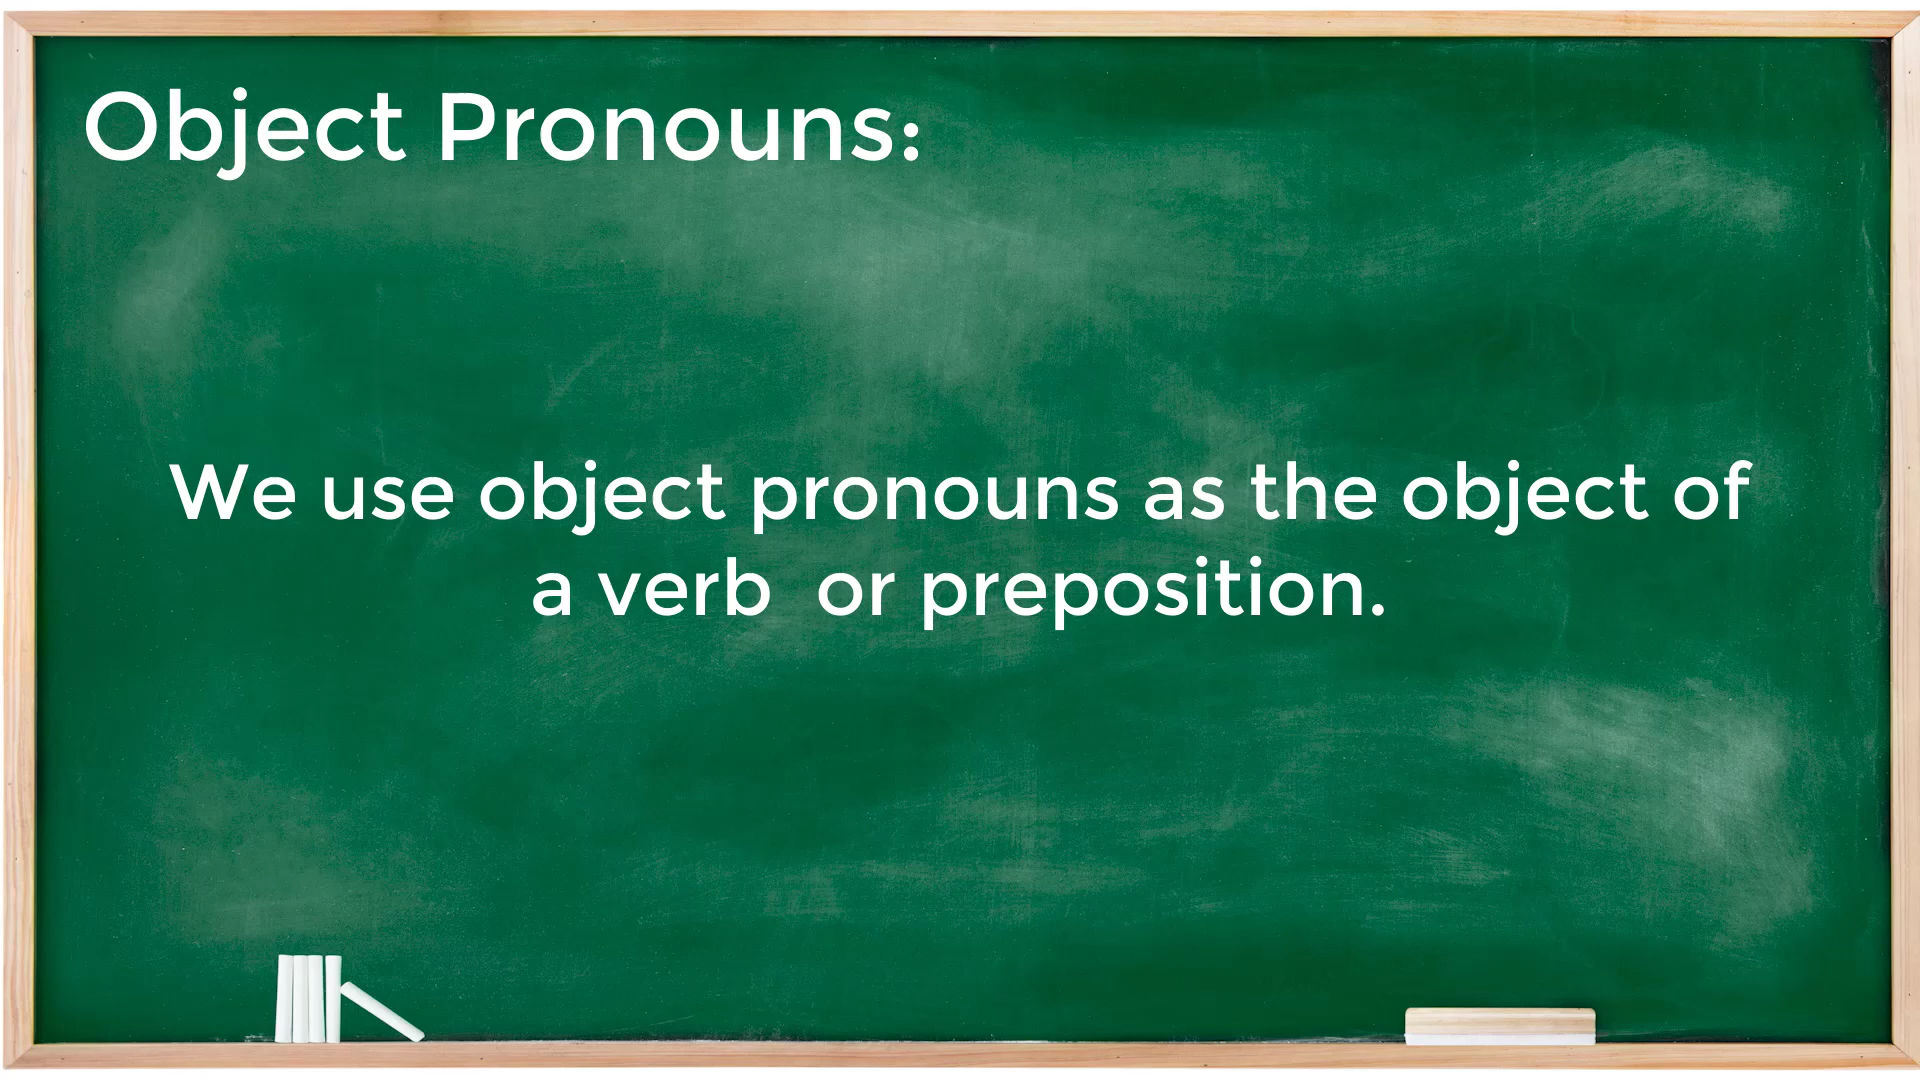 Object Pronouns:
We use object pronouns as the object of
a verb  or preposition.